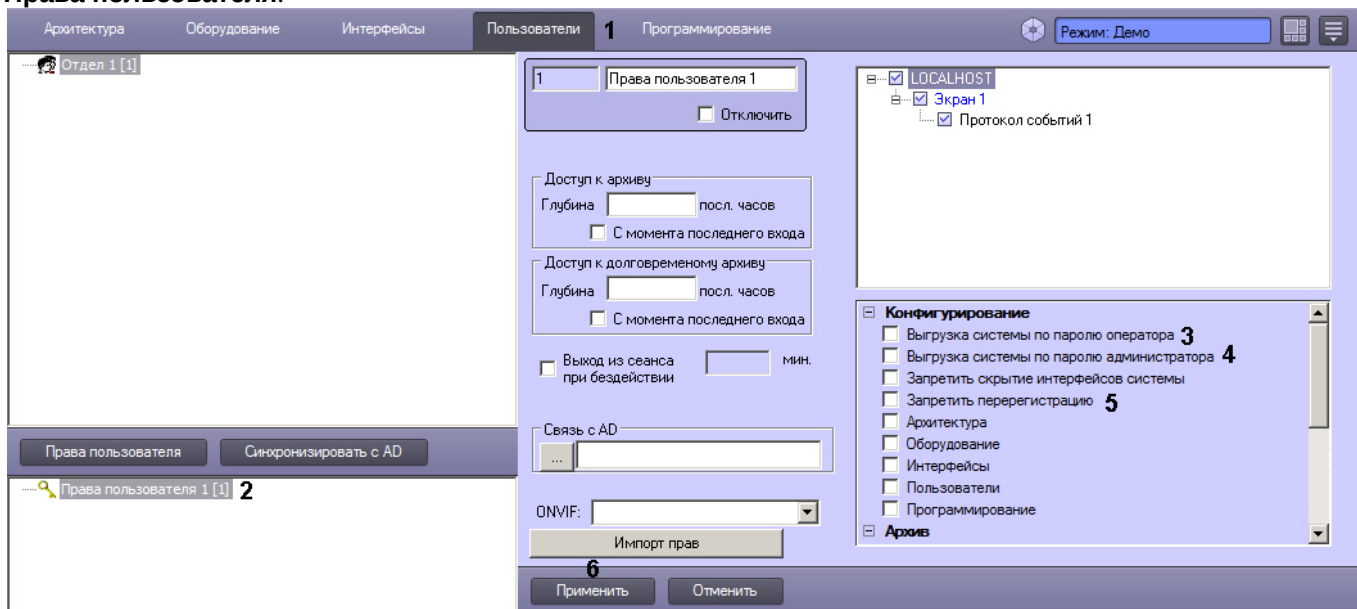 Права пользователя.
Архитектура Оборудование Интерфейсы Пользователи 1 Программирование Режим: Демо
Отдел 1 [1]
Права пользователя Синхронизировать с AD
Права пользователя 1 [1] 2
1 Права пользователя 1
Отключить
Доступ к архиву
Глубина посл. часов
С момента последнего входа
Доступ к долговременому архиву
Глубина посл. часов
С момента последнего входа
Выход из сеанса мин.
при бездействии
Связь с AD
...
ONVIF:
Импорт прав
6
Применить Отменить
LOCALHOST
Экран 1
Протокол событий 1
Конфигурирование
Выгрузка системы по паролю оператора 3
Выгрузка системы по паролю администратора 4
Запретить скрытие интерфейсов системы
Запретить перерегистрацию 5
Архитектура
Оборудование
Интерфейсы
Пользователи
Программирование
Архив